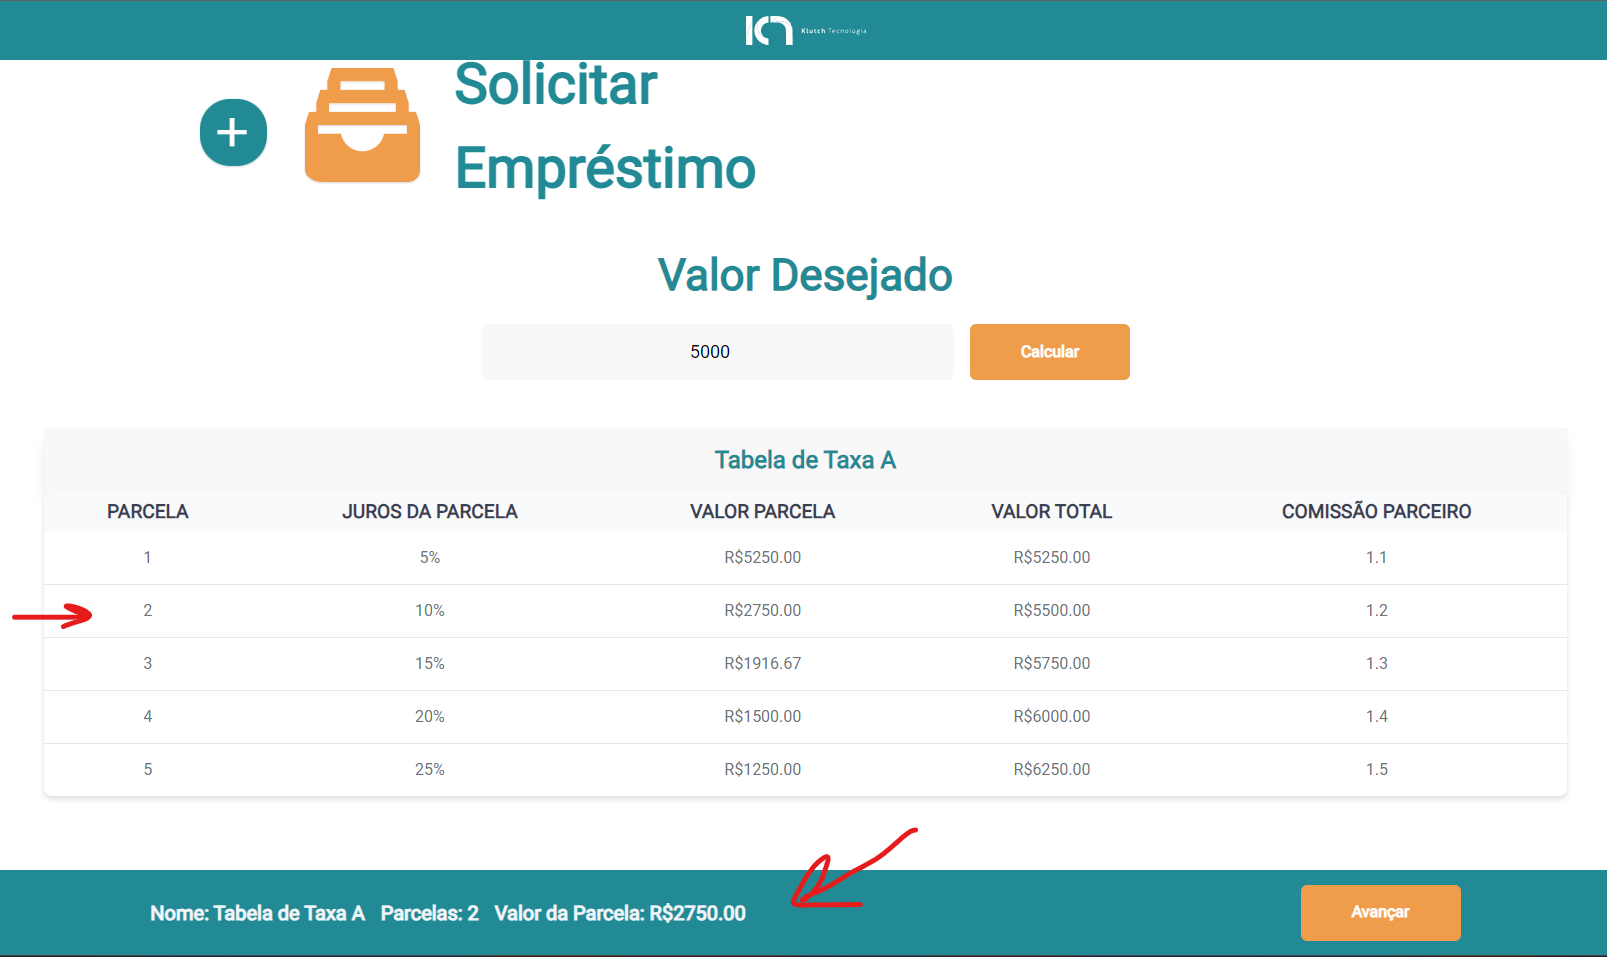 Klutch Tecnologia
Solicitar
Empréstimo
Valor Desejado
5000
Calcular
Tabela de Taxa A
PARCELA JUROS DA PARCELA VALOR PARCELA VALOR TOTAL COMISSÃO PARCEIRO
1 5% R$5250.00 R$5250.00 1.1
2 10% R$2750.00 R$5500.00 1.2
3 15% R$1916.67 R$5750.00 1.3
4 20% R$1500.00 R$6000.00 1.4
5 25% R$1250.00 R$6250.00 1.5
Nome: Tabela de Taxa A Parcelas: 2 Valor da Parcela: R$2750.00
Avançar